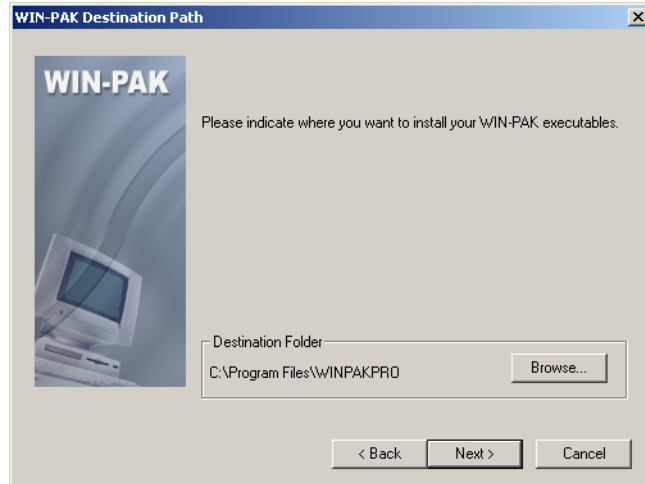 WIN-PAK Destination Path
WIN-PAK
Please indicate where you want to install your WIN-PAK executables.
Destination Folder
C:\Program Files\WINPAKPRO
Browse...
< Back
Next >
Cancel